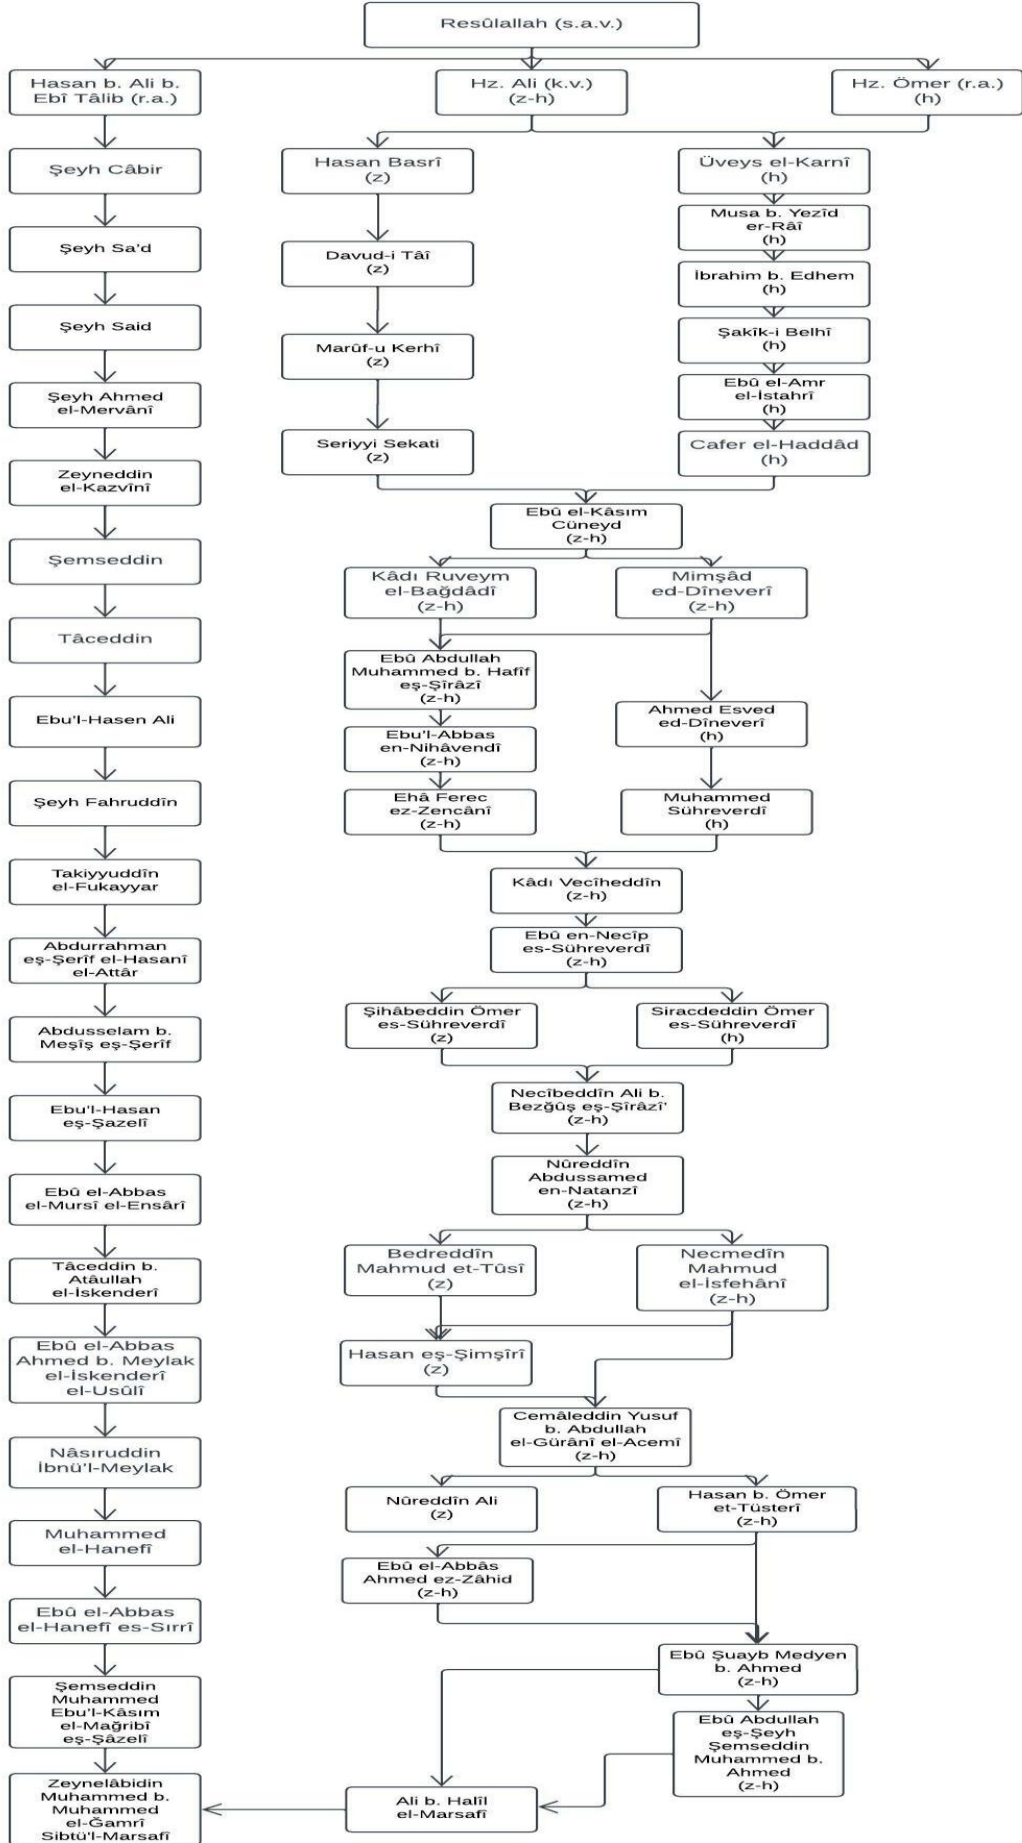 Resûlallah (s.a.v.)
Hasan b. Ali b.
Ebî Tâlib (r.a.)
Hz. Ali (k.v.)
(z-h)
Hz. Ömer (r.a.)
(h)
Şeyh Câbir
Şeyh Sa'd
Şeyh Said
Şeyh Ahmed
el-Mervânî
Zeyneddin
el-Kazvînî
Şemseddin
Tâceddin
Ebu'l-Hasen Ali
Şeyh Fahruddîn
Takiyyuddîn
el-Fukayyar
Abdurrahman
eş-Şerîf el-Hasanî
el-Attâr
Abdusselam b.
Meşîş eş-Şerîf
Ebu'l-Hasan
eş-Şazelî
Ebû el-Abbas
el-Mursî el-Ensârî
Tâceddin b.
Atâullah
el-İskenderî
Ebû el-Abbas
Ahmed b. Meylak
el-İskenderî
el-Usûlî
Nâsıruddin
İbnü'l-Meylak
Muhammed
el-Hanefî
Ebû el-Abbas
el-Hanefî es-Sırrî
Şemseddin
Muhammed
Ebu'l-Kâsım
el-Mağribî
eş-Şâzelî
Zeynelâbidin
Muhammed b.
Muhammed
el-Ğamrî
Sibtü'l-Marsafî
Hasan Basrî
(z)
Davud-i Tâî
(z)
Marûf-u Kerhî
(z)
Seriyyi Sekati
(z)
Üveys el-Karnî
(h)
Musa b. Yezîd
er-Râî
(h)
İbrahim b. Edhem
(h)
Şakîk-i Belhî
(h)
Ebû el-Amr
el-İstahrî
(h)
Cafer el-Haddâd
(h)
Ebû el-Kâsım
Cüneyd
(z-h)
Kâdı Ruveym
el-Bağdâdî
(z-h)
Mimşâd
ed-Dîneverî
(z-h)
Ebû Abdullah
Muhammed b. Hafîf
eş-Şîrâzî
(z-h)
Ebu'l-Abbas
en-Nihâvendî
(z-h)
Ehâ Ferec
ez-Zencânî
(z-h)
Ahmed Esved
ed-Dîneverî
(h)
Muhammed
Sühreverdî
(h)
Kâdı Vecîheddîn
(z-h)
Ebû en-Necîp
es-Sühreverdî
(z-h)
Şihâbeddin Ömer
es-Sühreverdî
(z)
Siracdeddin Ömer
es-Sühreverdî
(h)
Necîbeddîn Ali b.
Bezğûş eş-Şîrâzî'
(z-h)
Nûreddîn
Abdussamed
en-Natanzî
(z-h)
Bedreddîn
Mahmud et-Tûsî
(z)
Necmedîn
Mahmud
el-İsfehânî
(z-h)
Hasan eş-Şimşîrî
(z)
Cemâleddin Yusuf
b. Abdullah
el-Gürânî el-Acemî
(z-h)
Nûreddîn Ali
(z)
Hasan b. Ömer
et-Tüsterî
(z-h)
Ebû el-Abbâs
Ahmed ez-Zâhid
(z-h)
Ebû Şuayb Medyen
b. Ahmed
(z-h)
Ebû Abdullah
eş-Şeyh
Şemseddin
Muhammed b.
Ahmed
(z-h)
Ali b. Halîl
el-Marsafî